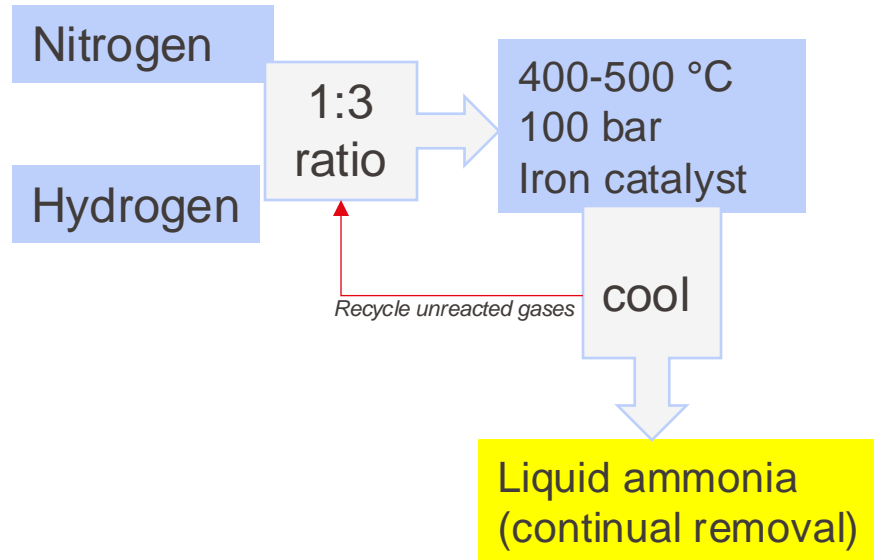 Nitrogen
Hydrogen
1:3
ratio
400-500 °C
100 bar
Iron catalyst
cool
Recycle unreacted gases
Liquid ammonia
(continual removal)